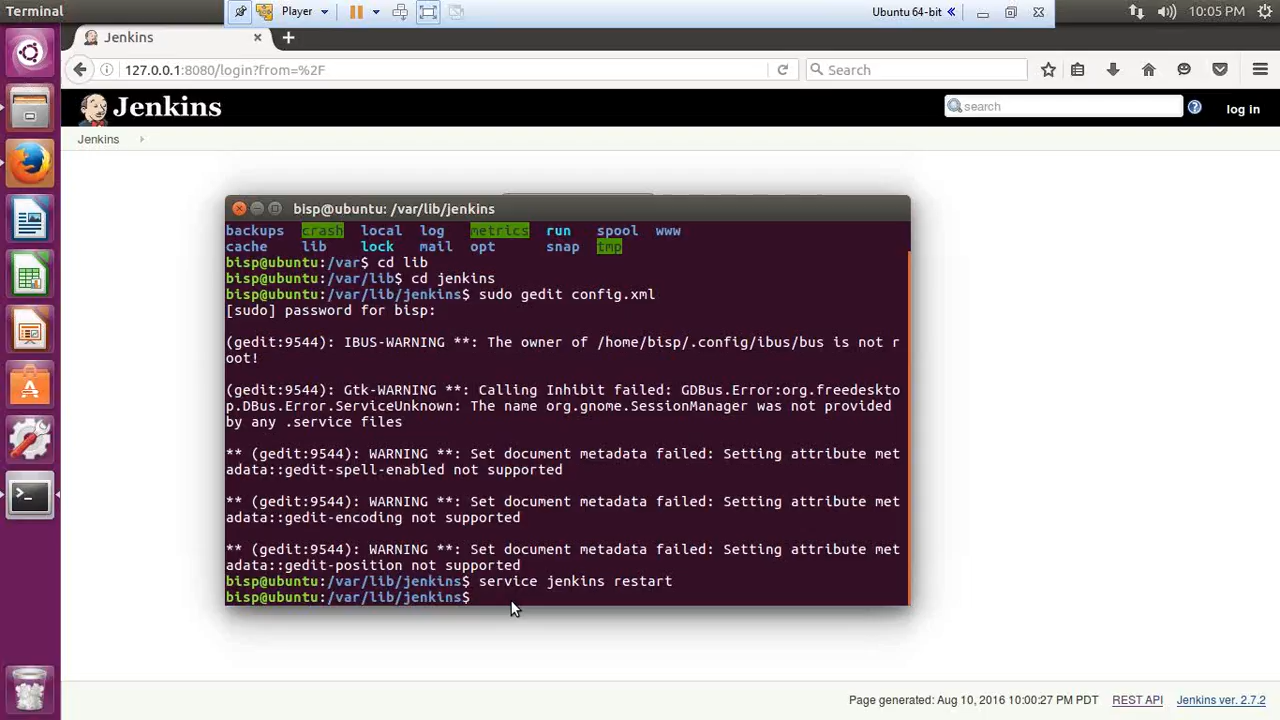 Terminal
Player
Ubuntu 64-bit
10:05 PM
Jenkins
127.0.0.1:8080/login?from=%2F
Search
Jenkins
search
log in
Jenkins
bisp@ubuntu: /var/lib/jenkins
backups crash local log metrics run spool www
cache lib lock mail opt snap tmp
bisp@ubuntu:/var$ cd lib
bisp@ubuntu:/var/lib$ cd jenkins
bisp@ubuntu:/var/lib/jenkins$ sudo gedit config.xml
[sudo] password for bisp:
(gedit:9544): IBUS-WARNING **: The owner of /home/bisp/.config/ibus/bus is not r
oot!
(gedit:9544): Gtk-WARNING **: Calling Inhibit failed: GDBus.Error:org.freedeskto
p.DBus.Error.ServiceUnknown: The name org.gnome.SessionManager was not provided
by any .service files
** (gedit:9544): WARNING **: Set document metadata failed: Setting attribute met
adata::gedit-spell-enabled not supported
** (gedit:9544): WARNING **: Set document metadata failed: Setting attribute met
adata::gedit-encoding not supported
** (gedit:9544): WARNING **: Set document metadata failed: Setting attribute met
adata::gedit-position not supported
bisp@ubuntu:/var/lib/jenkins$ service jenkins restart
bisp@ubuntu:/var/lib/jenkins$
Page generated: Aug 10, 2016 10:00:27 PM PDT REST API Jenkins ver. 2.7.2